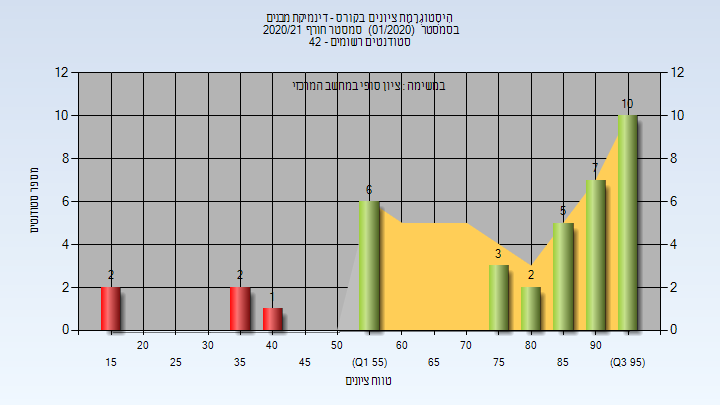 הִיסְטוֹגְרָמַת ציונים בקורס - דינמיקת מבנים
בסמסטר (01/2020) סמסטר חורף 2020/21
סטודנטים רשומים - 42
במשימה : ציון סופי במחשב המרכזי
12 12
10 10
8 8
6 6
4 4
2 2
0 0
מספר סטודנטים
2 2 1 6 3 2 5 7 10
20 30 40 50 60 70 80 90
15 25 35 45 (Q1 55) 65 75 85 (Q3 95)
טווח ציונים